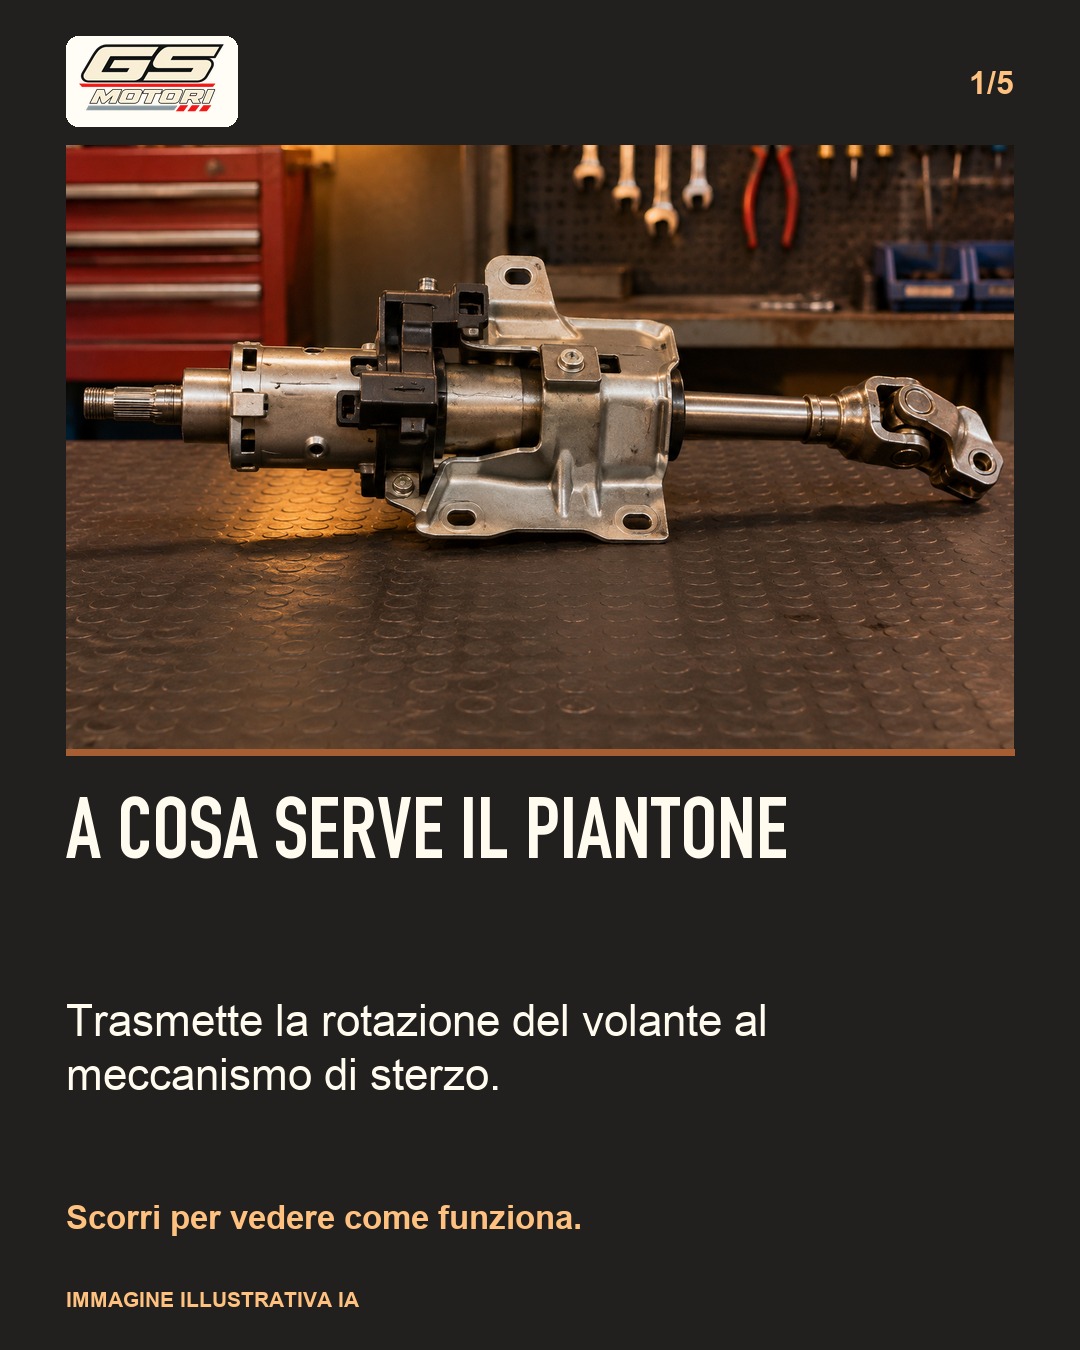 GS
MOTORI
1/5
A COSA SERVE IL PIANTONE
Trasmette la rotazione del volante al
meccanismo di sterzo.
Scorri per vedere come funziona.
IMMAGINE ILLUSTRATIVA IA